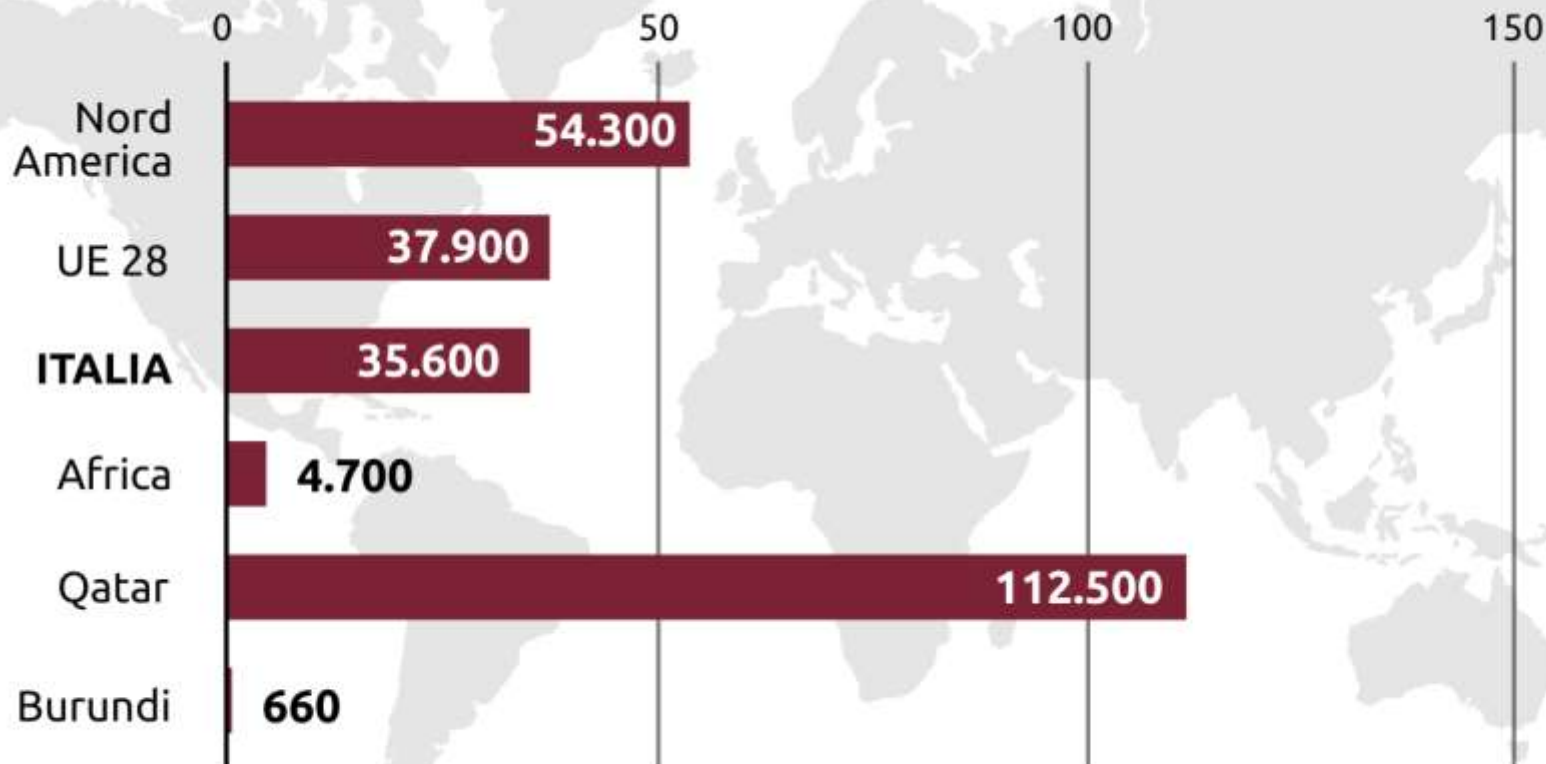 0 50 100 150
Nord
America
54.300
UE 28
37.900
ITALIA
35.600
Africa
4.700
Qatar
112.500
Burundi
660